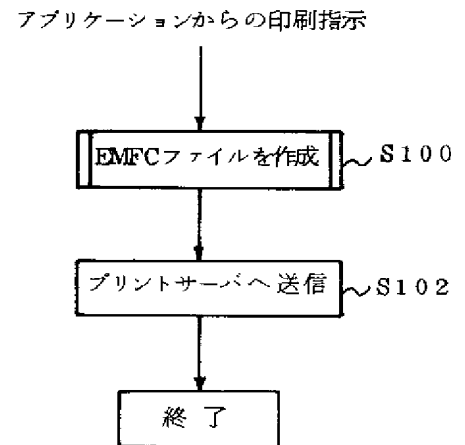 アプリケーションからの印刷指示
EMFCファイルを作成
S100
プリントサーバへ送信
S102
終了